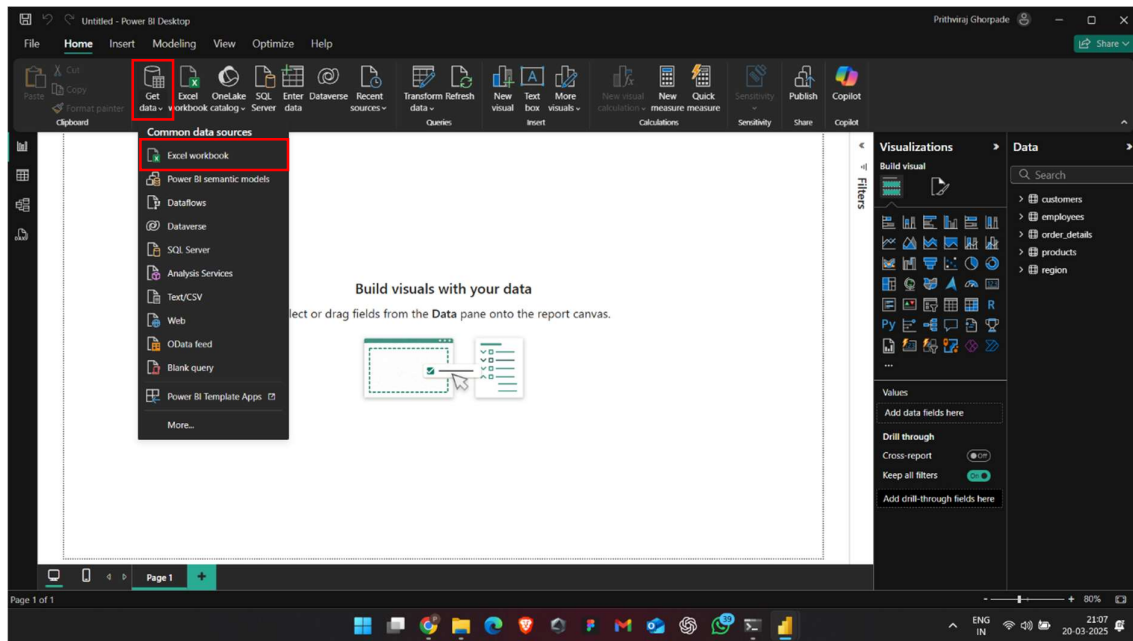 Untitled - Power BI Desktop
Prithviraj Ghorpade
File Home Insert Modeling View Optimize Help
Share
Paste
Cut
Copy
Format painter
Clipboard
Get data
Excel workbook
OneLake catalog
SQL Server
Enter data
Dataverse
Recent sources
Transform data
Refresh
Queries
New visual
Text box
More visuals
Insert
New visual calculation
New measure
Quick measure
Calculations
Sensitivity
Sensitivity
Publish
Share
Copilot
Copilot
Common data sources
Excel workbook
Power BI semantic models
Dataflows
Dataverse
SQL Server
Analysis Services
Text/CSV
Web
OData feed
Blank query
Power BI Template Apps
More...
Build visuals with your data
lect or drag fields from the Data pane onto the report canvas.
Filters
Visualizations
Build visual
R
Py
...
Values
Add data fields here
Drill through
Cross-report
Off
Keep all filters
On
Add drill-through fields here
Data
Search
customers
employees
order_details
products
region
Page 1
+
Page 1 of 1
- + 80%
39
ENG
IN
21:07
20-03-2025